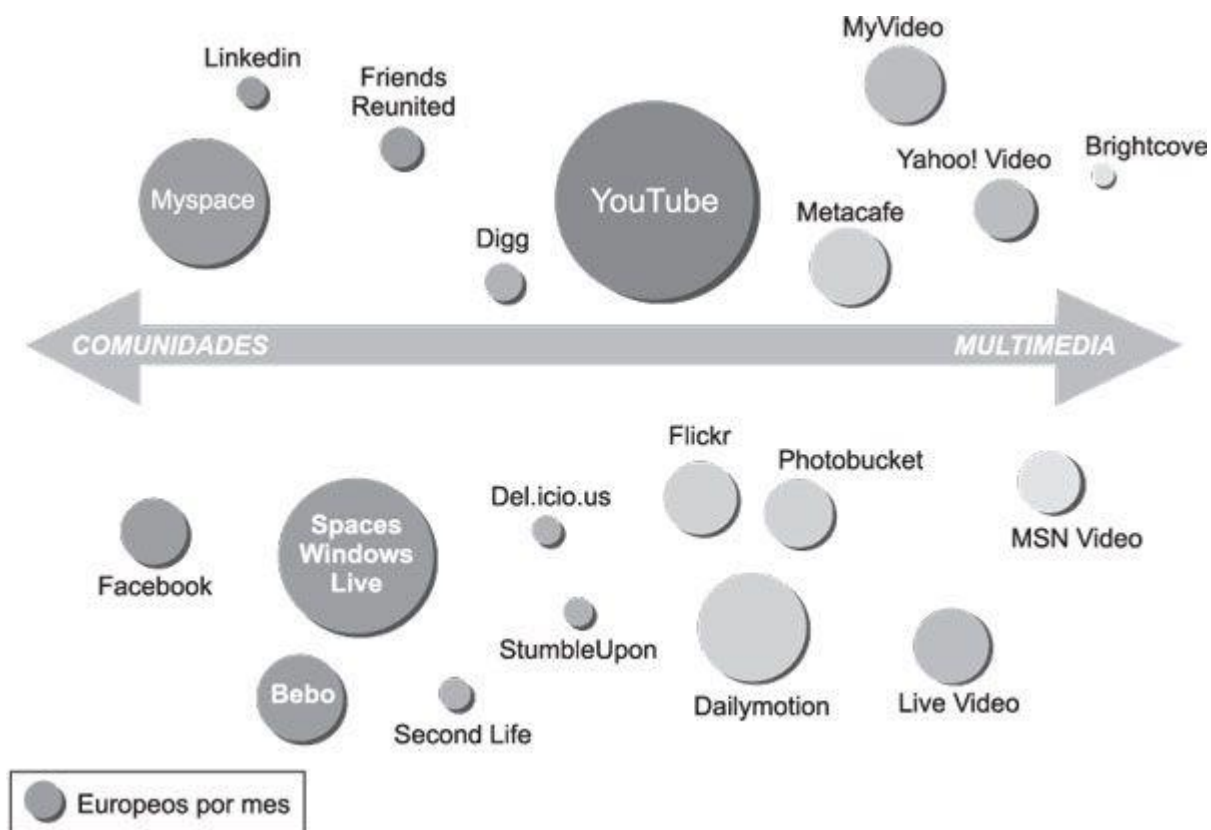 MyVideo
Linkedin
Friends
Reunited
Brightcove
Yahoo! Video
Myspace
YouTube
Metacafe
Digg
COMUNIDADES
MULTIMEDIA
Flickr
Photobucket
Del.icio.us
Spaces
Windows
Live
MSN Video
Facebook
StumbleUpon
Bebo
Dailymotion
Live Video
Second Life
Europeos por mes